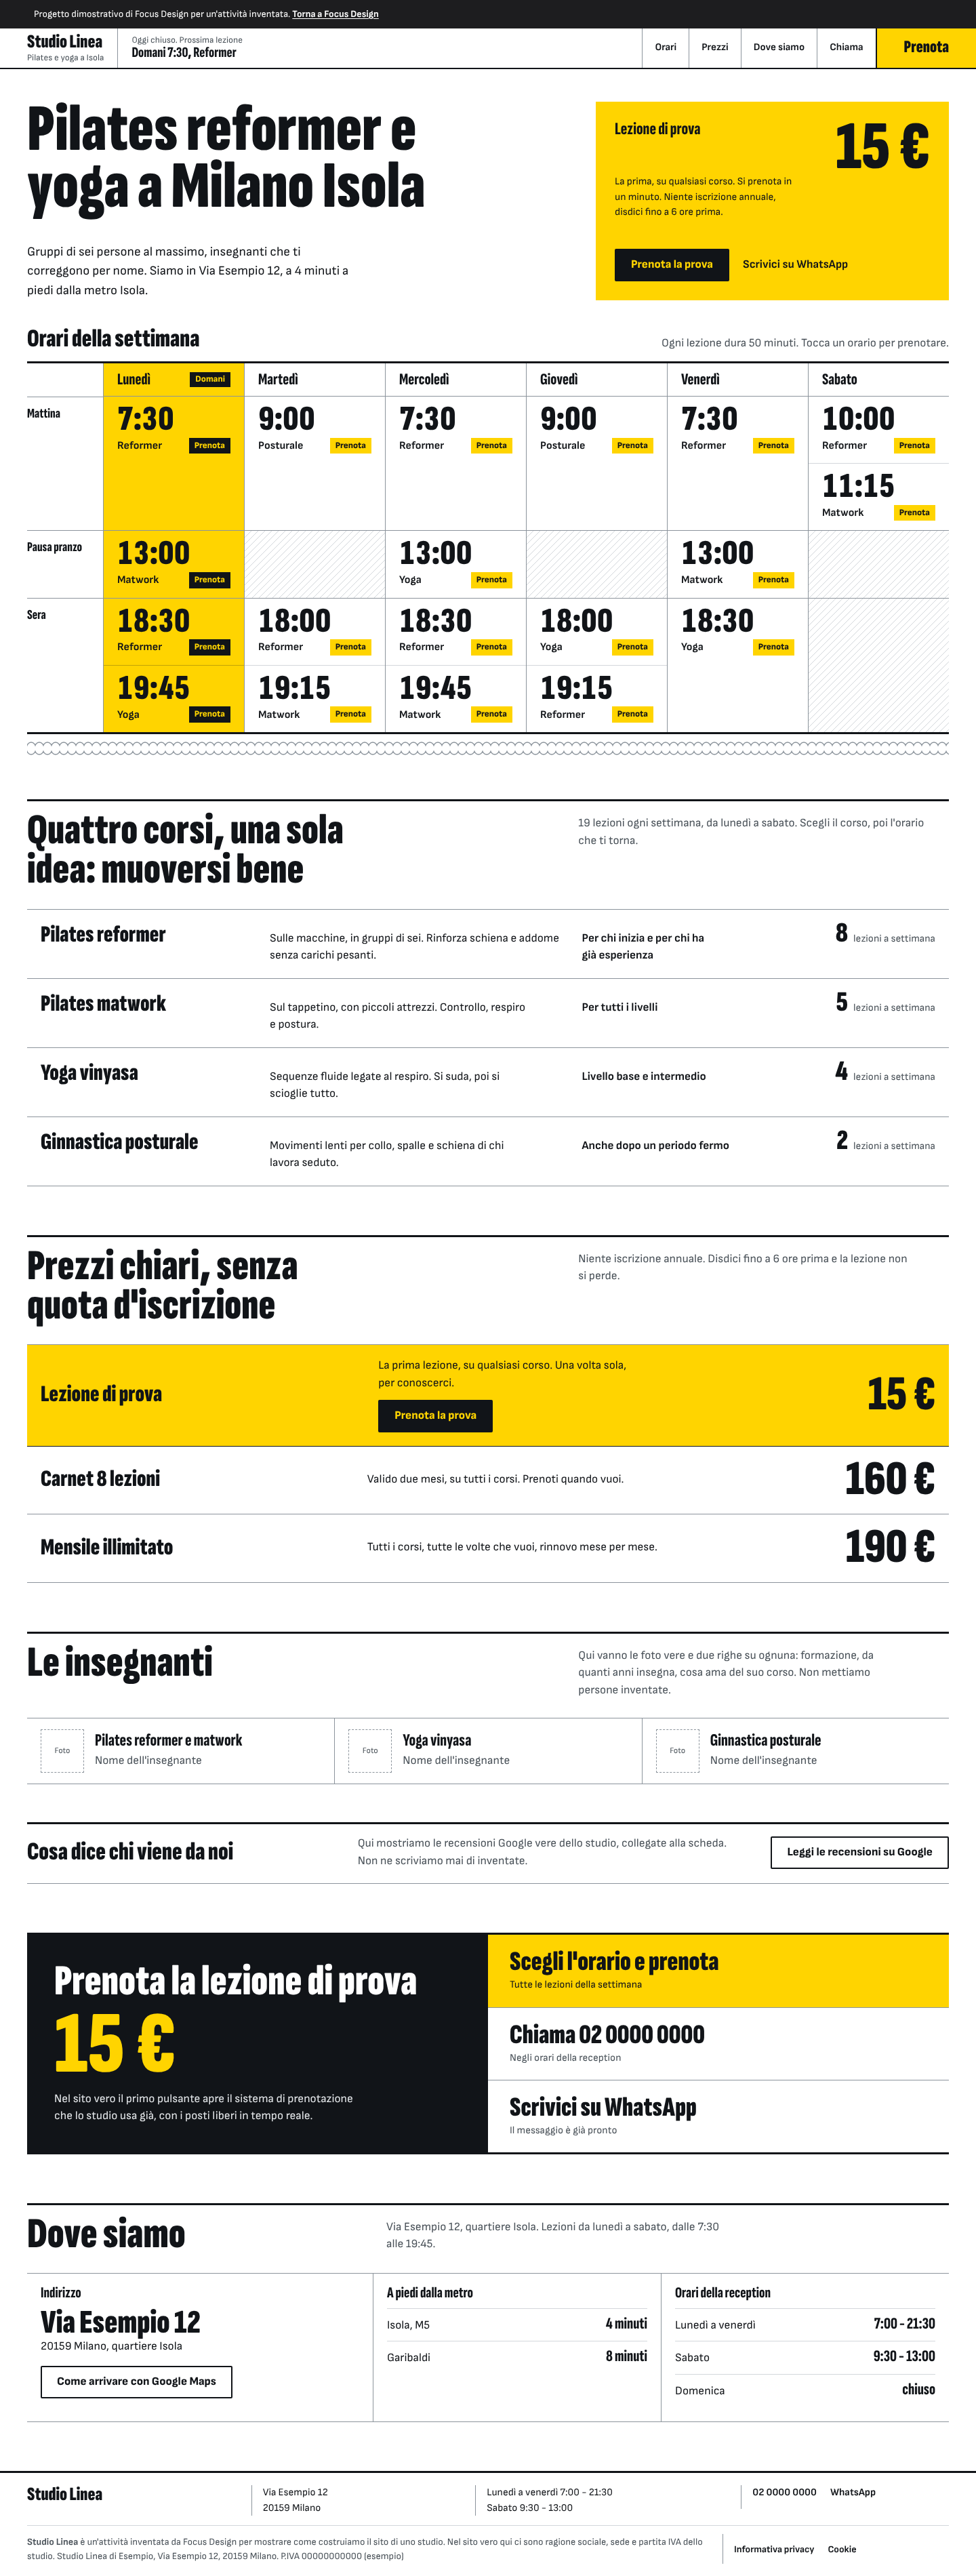 Progetto dimostrativo di Focus Design per un'attività inventata. Torna a Focus Design
Studio Linea
Pilates e yoga a Isola
Oggi chiuso. Prossima lezione
Domani 7:30, Reformer
Orari
Prezzi
Dove siamo
Chiama
Prenota
Pilates reformer e
yoga a Milano Isola
Gruppi di sei persone al massimo, insegnanti che ti
correggono per nome. Siamo in Via Esempio 12, a 4 minuti a
piedi dalla metro Isola.
Lezione di prova
15 €
La prima, su qualsiasi corso. Si prenota in
un minuto. Niente iscrizione annuale,
disdici fino a 6 ore prima.
Prenota la prova
Scrivici su WhatsApp
Orari della settimana
Ogni lezione dura 50 minuti. Tocca un orario per prenotare.
Lunedì Domani Martedì Mercoledì Giovedì Venerdì Sabato
Mattina
7:30 9:00 7:30 9:00 7:30 10:00
Reformer Prenota Posturale Prenota Reformer Prenota Posturale Prenota Reformer Prenota Reformer Prenota
11:15
Matwork Prenota
Pausa pranzo
13:00 13:00 13:00
Matwork Prenota Yoga Prenota Matwork Prenota
Sera
18:30 18:00 18:30 18:00 18:30
Reformer Prenota Reformer Prenota Reformer Prenota Yoga Prenota Yoga Prenota
19:45 19:15 19:45 19:15
Yoga Prenota Matwork Prenota Matwork Prenota Reformer Prenota
Quattro corsi, una sola
idea: muoversi bene
19 lezioni ogni settimana, da lunedì a sabato. Scegli il corso, poi l'orario
che ti torna.
Pilates reformer
Sulle macchine, in gruppi di sei. Rinforza schiena e addome
senza carichi pesanti.
Per chi inizia e per chi ha
già esperienza
8 lezioni a settimana
Pilates matwork
Sul tappetino, con piccoli attrezzi. Controllo, respiro
e postura.
Per tutti i livelli
5 lezioni a settimana
Yoga vinyasa
Sequenze fluide legate al respiro. Si suda, poi si
scioglie tutto.
Livello base e intermedio
4 lezioni a settimana
Ginnastica posturale
Movimenti lenti per collo, spalle e schiena di chi
lavora seduto.
Anche dopo un periodo fermo
2 lezioni a settimana
Prezzi chiari, senza
quota d'iscrizione
Niente iscrizione annuale. Disdici fino a 6 ore prima e la lezione non
si perde.
Lezione di prova
La prima lezione, su qualsiasi corso. Una volta sola,
per conoscerci.
Prenota la prova
15 €
Carnet 8 lezioni
Valido due mesi, su tutti i corsi. Prenoti quando vuoi.
160 €
Mensile illimitato
Tutti i corsi, tutte le volte che vuoi, rinnovo mese per mese.
190 €
Le insegnanti
Qui vanno le foto vere e due righe su ognuna: formazione, da
quanti anni insegna, cosa ama del suo corso. Non mettiamo
persone inventate.
Foto
Pilates reformer e matwork
Nome dell'insegnante
Foto
Yoga vinyasa
Nome dell'insegnante
Foto
Ginnastica posturale
Nome dell'insegnante
Cosa dice chi viene da noi
Qui mostriamo le recensioni Google vere dello studio, collegate alla scheda.
Non ne scriviamo mai di inventate.
Leggi le recensioni su Google
Prenota la lezione di prova
15 €
Nel sito vero il primo pulsante apre il sistema di prenotazione
che lo studio usa già, con i posti liberi in tempo reale.
Scegli l'orario e prenota
Tutte le lezioni della settimana
Chiama 02 0000 0000
Negli orari della reception
Scrivici su WhatsApp
Il messaggio è già pronto
Dove siamo
Via Esempio 12, quartiere Isola. Lezioni da lunedì a sabato, dalle 7:30
alle 19:45.
Indirizzo
Via Esempio 12
20159 Milano, quartiere Isola
Come arrivare con Google Maps
A piedi dalla metro
Isola, M5 4 minuti
Garibaldi 8 minuti
Orari della reception
Lunedì a venerdì 7:00 - 21:30
Sabato 9:30 - 13:00
Domenica chiuso
Studio Linea
Via Esempio 12
20159 Milano
Lunedì a venerdì 7:00 - 21:30
Sabato 9:30 - 13:00
02 0000 0000 WhatsApp
Studio Linea è un'attività inventata da Focus Design per mostrare come costruiamo il sito di uno studio. Nel sito vero qui ci sono ragione sociale, sede e partita IVA dello
studio. Studio Linea di Esempio, Via Esempio 12, 20159 Milano. P.IVA 00000000000 (esempio)
Informativa privacy Cookie